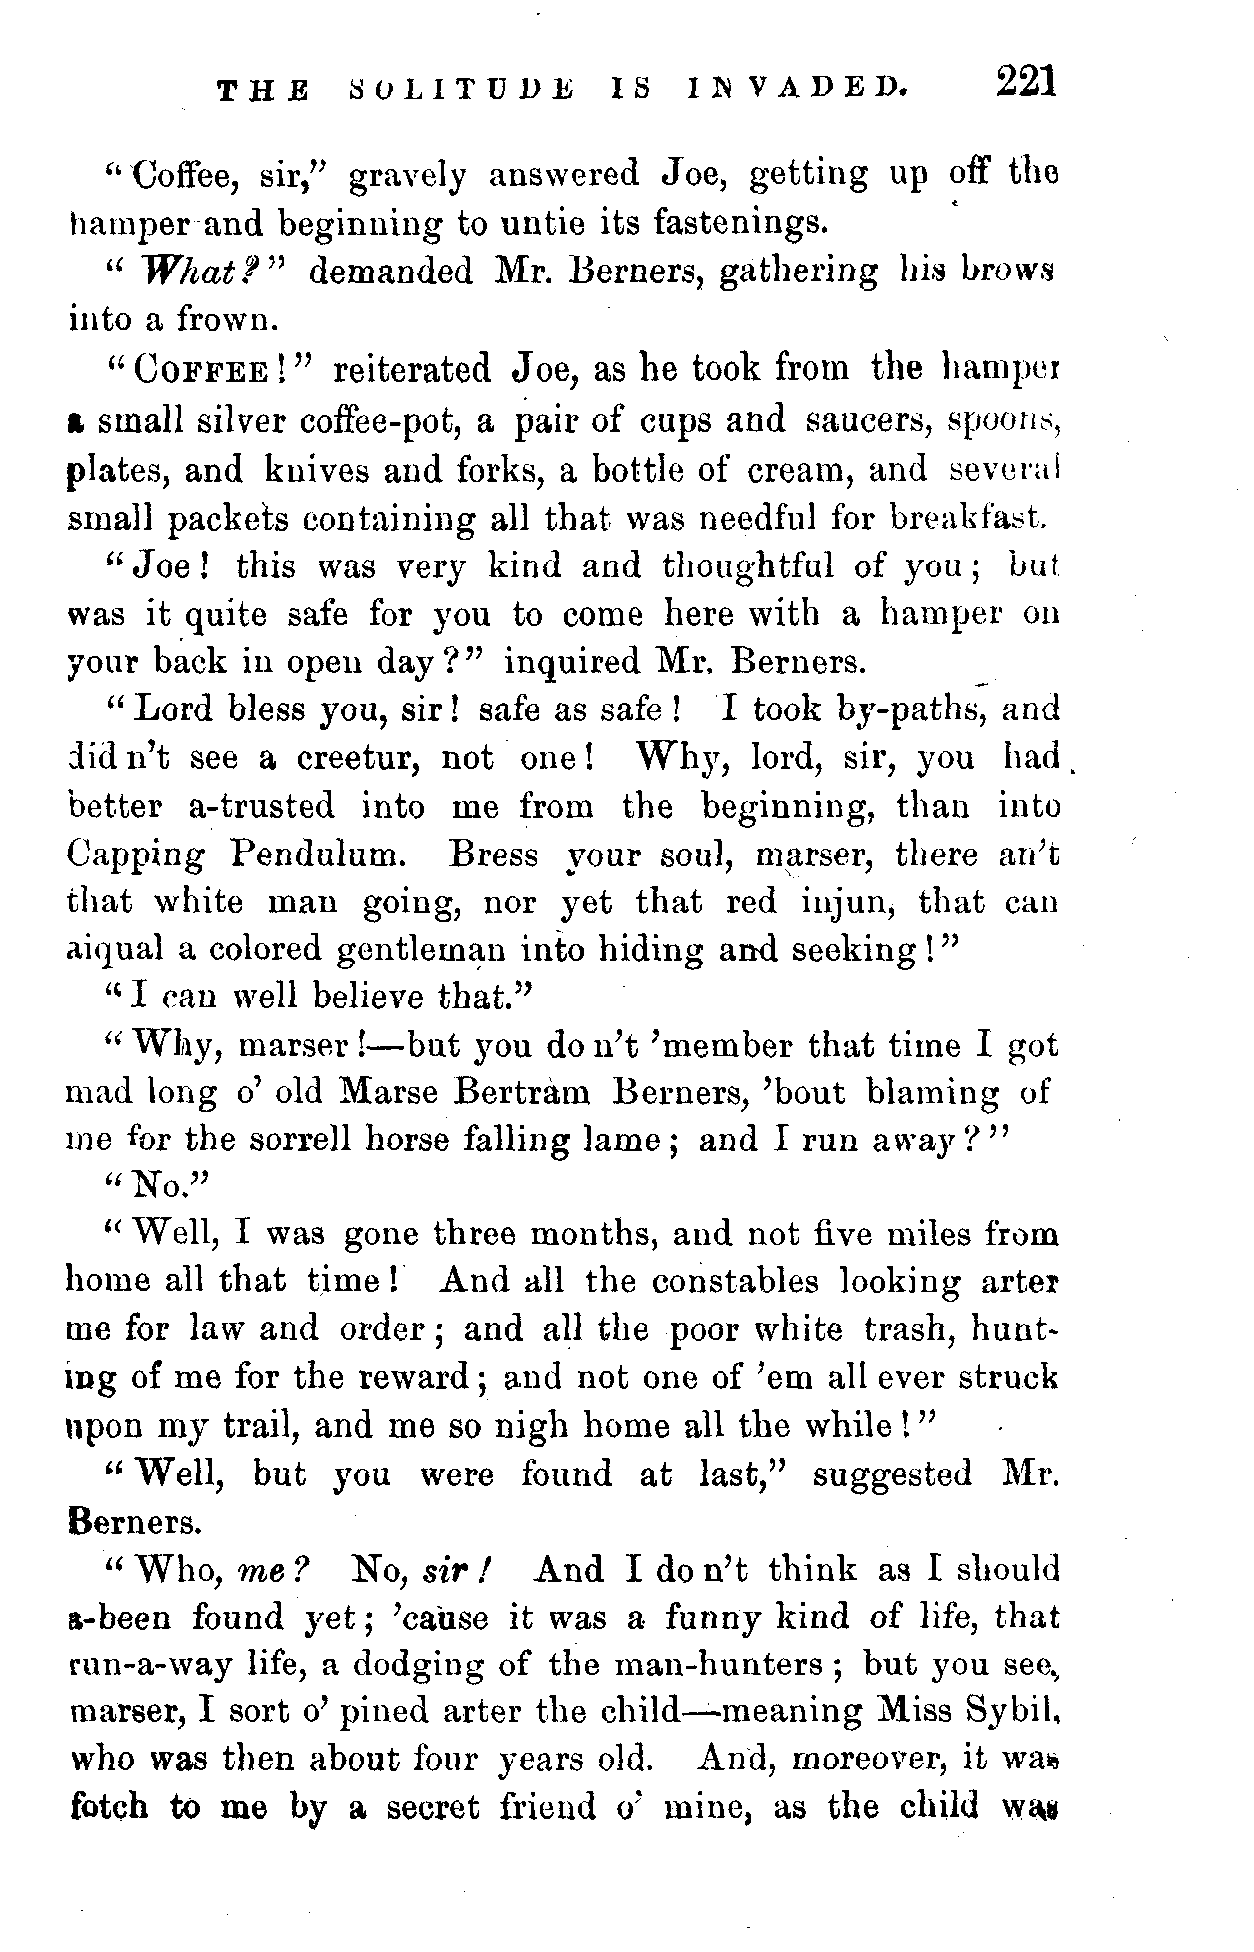 THE SOLITUDE IS INVADED. 221
"Coffee, sir," gravely answered Joe, getting up off the
hamper and beginning to untie its fastenings.
"What?" demanded Mr. Berners, gathering his brows
into a frown.
"COFFEE!" reiterated Joe, as he took from the hamper
a small silver coffee-pot, a pair of cups and saucers, spoons,
plates, and knives and forks, a bottle of cream, and several
small packets containing all that was needful for breakfast.
"Joe! this was very kind and thoughtful of you; but
was it quite safe for you to come here with a hamper on
your back in open day?" inquired Mr. Berners.
"Lord bless you, sir! safe as safe! I took by-paths, and
did n't see a creetur, not one! Why, lord, sir, you had
better a-trusted into me from the beginning, than into
Capping Pendulum. Bress your soul, marser, there an't
that white man going, nor yet that red injun, that can
aiqual a colored gentleman into hiding and seeking!"
"I can well believe that."
"Why, marser!—but you do n't 'member that time I got
mad long o' old Marse Bertram Berners, 'bout blaming of
me for the sorrell horse falling lame; and I run away?"
"No."
"Well, I was gone three months, and not five miles from
home all that time! And all the constables looking arter
me for law and order; and all the poor white trash, hunt-
ing of me for the reward; and not one of 'em all ever struck
upon my trail, and me so nigh home all the while!"
"Well, but you were found at last," suggested Mr.
Berners.
"Who, me? No, sir! And I do n't think as I should
a-been found yet; 'cause it was a funny kind of life, that
run-a-way life, a dodging of the man-hunters; but you see,
marser, I sort o' pined arter the child—meaning Miss Sybil,
who was then about four years old. And, moreover, it was
fotch to me by a secret friend o' mine, as the child was